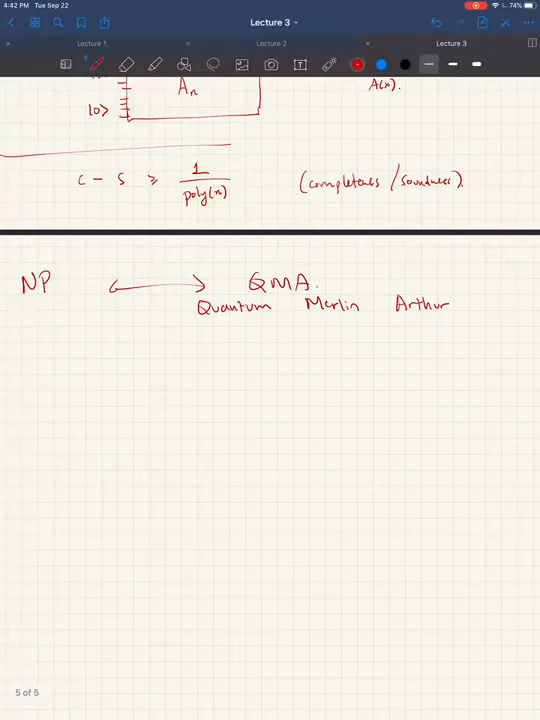 4:42 PM Tue Sep 22
74%
Lecture 3
Lecture 1
Lecture 2
Lecture 3
An
A(x).
|0>
c - s ≥ 1/poly(n) (completeness / soundness).
NP ⟷ QMA.
Quantum Merlin Arthur
5 of 5